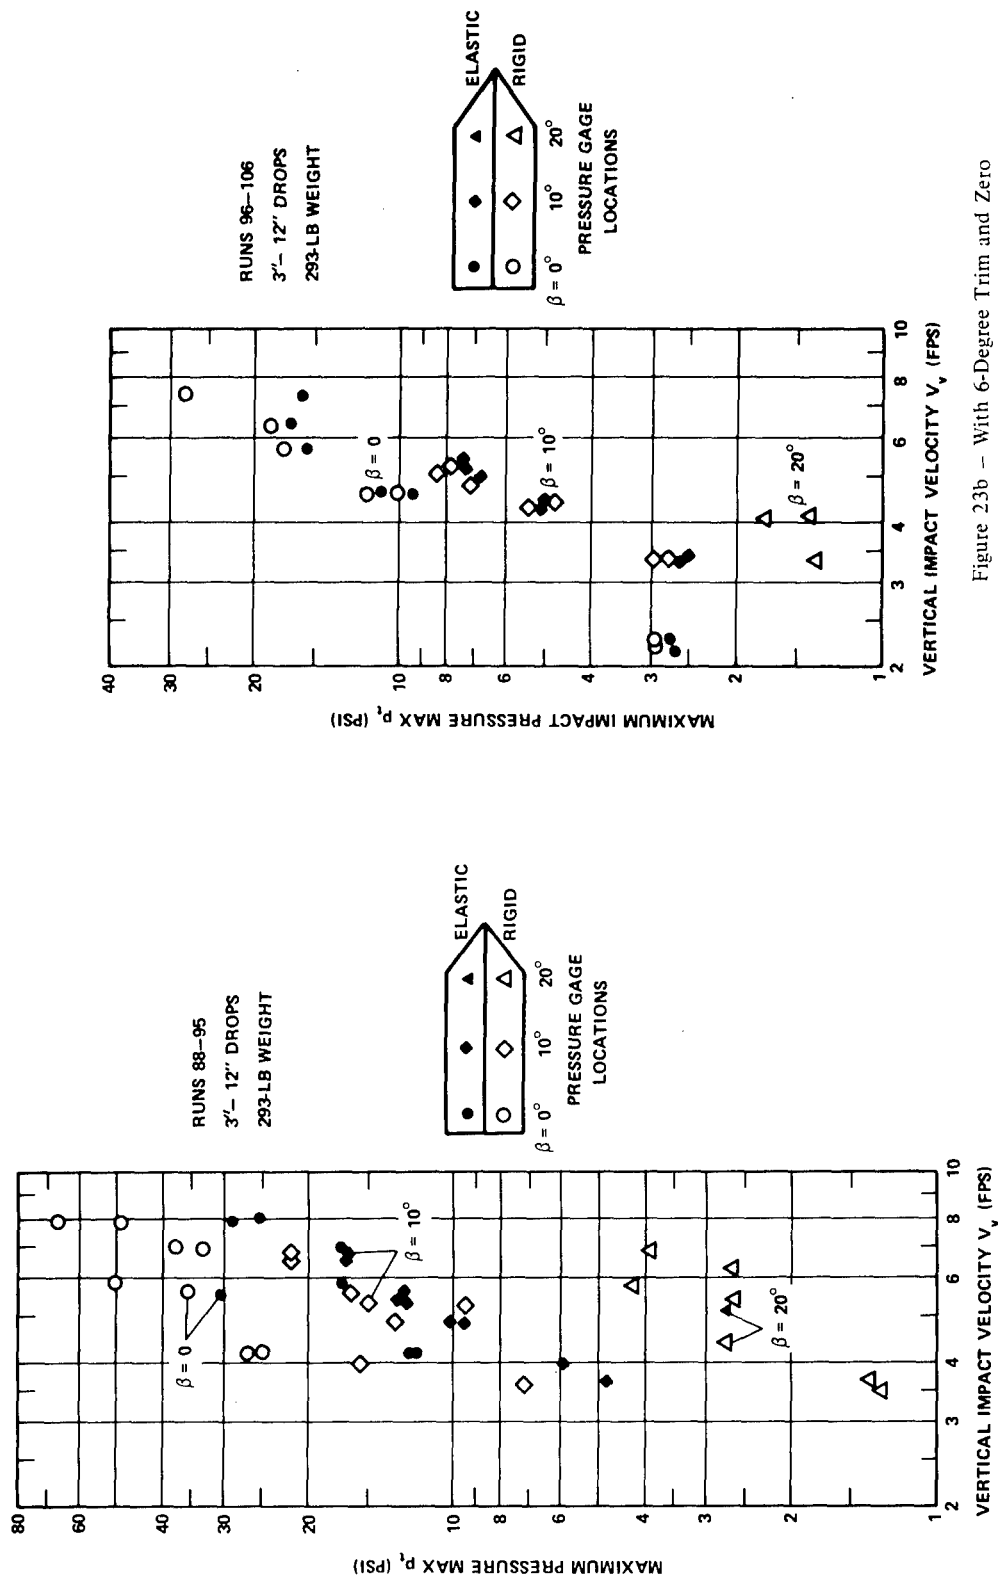 MAXIMUM PRESSURE MAX pt (PSI)
80
60
40
30
20
10
8
6
4
3
2
1
2
3
4
6
8
10
VERTICAL IMPACT VELOCITY Vv (FPS)
β = 0
β = 10°
β = 20°
RUNS 88–95
3"– 12" DROPS
293-LB WEIGHT
ELASTIC
RIGID
β = 0°
10°
20°
PRESSURE GAGE
LOCATIONS
MAXIMUM IMPACT PRESSURE MAX pt (PSI)
40
30
20
10
8
6
4
3
2
1
2
3
4
6
8
10
VERTICAL IMPACT VELOCITY Vv (FPS)
β = 0
β = 10°
β = 20°
RUNS 96–106
3"– 12" DROPS
293-LB WEIGHT
ELASTIC
RIGID
β = 0°
10°
20°
PRESSURE GAGE
LOCATIONS
Figure 23b – With 6-Degree Trim and Zero